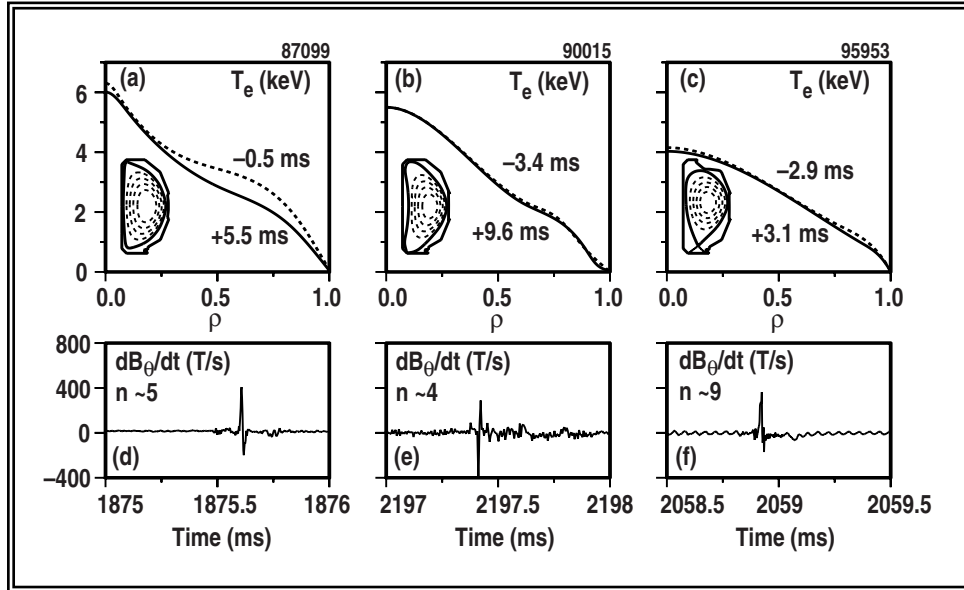 87099
90015
95953
(a) T_e (keV)
(b) T_e (keV)
(c) T_e (keV)
6
4
2
0
−0.5 ms
+5.5 ms
−3.4 ms
+9.6 ms
−2.9 ms
+3.1 ms
0.0 0.5 1.0
0.0 0.5 1.0
0.0 0.5 1.0
ρ
ρ
ρ
800
400
0
−400
dB_θ/dt (T/s)
n ~5
(d)
dB_θ/dt (T/s)
n ~4
(e)
dB_θ/dt (T/s)
n ~9
(f)
1875 1875.5 1876
2197 2197.5 2198
2058.5 2059 2059.5
Time (ms)
Time (ms)
Time (ms)